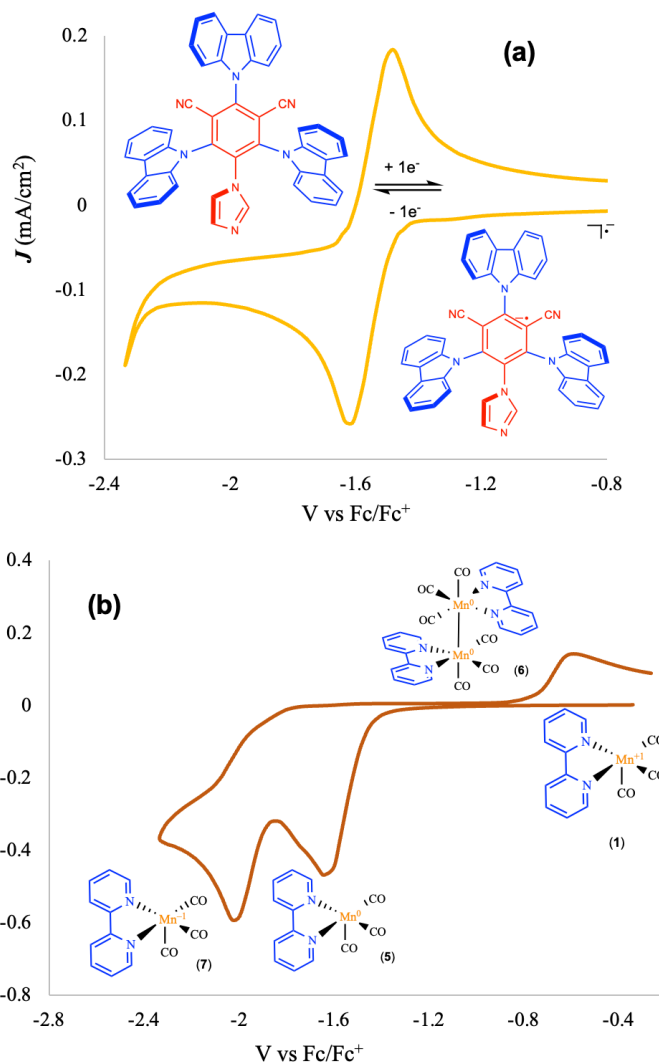 (a)
0.2
0.1
0
-0.1
-0.2
-0.3
J (mA/cm²)
N
NC
CN
N
N
N
N
+ 1e⁻
- 1e⁻
•−
N
NC
−•
CN
N
N
N
N
-2.4
-2
-1.6
-1.2
-0.8
V vs Fc/Fc⁺
(b)
0.4
0.2
0
-0.2
-0.4
-0.6
-0.8
CO
OC
N
Mn⁰
OC
N
CO
N
Mn⁰
N
CO
CO
(6)
N
CO
Mn⁺¹
CO
N
CO
(1)
N
CO
Mn⁻¹
CO
N
CO
(7)
N
CO
Mn⁰
CO
N
CO
(5)
-2.8
-2.4
-2
-1.6
-1.2
-0.8
-0.4
V vs Fc/Fc⁺